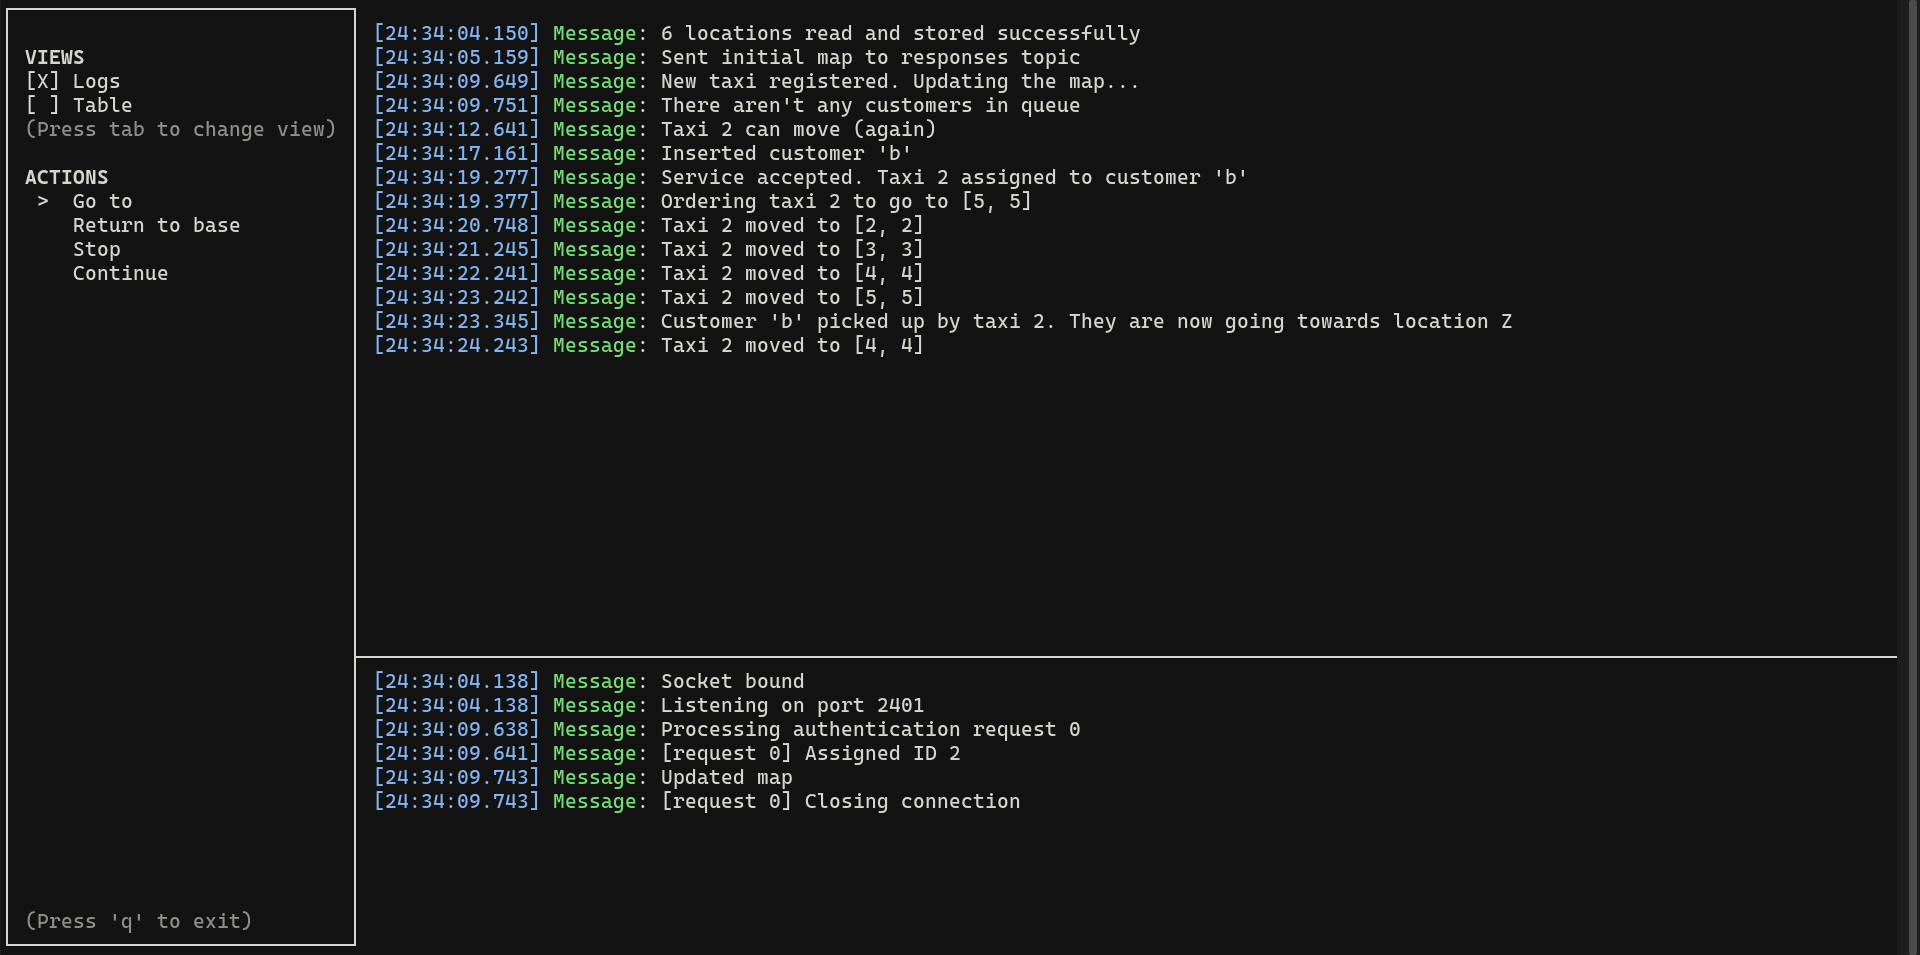 VIEWS
[X] Logs
[ ] Table
(Press tab to change view)
ACTIONS
> Go to
Return to base
Stop
Continue
(Press 'q' to exit)
[24:34:04.150] Message: 6 locations read and stored successfully
[24:34:05.159] Message: Sent initial map to responses topic
[24:34:09.649] Message: New taxi registered. Updating the map...
[24:34:09.751] Message: There aren't any customers in queue
[24:34:12.641] Message: Taxi 2 can move (again)
[24:34:17.161] Message: Inserted customer 'b'
[24:34:19.277] Message: Service accepted. Taxi 2 assigned to customer 'b'
[24:34:19.377] Message: Ordering taxi 2 to go to [5, 5]
[24:34:20.748] Message: Taxi 2 moved to [2, 2]
[24:34:21.245] Message: Taxi 2 moved to [3, 3]
[24:34:22.241] Message: Taxi 2 moved to [4, 4]
[24:34:23.242] Message: Taxi 2 moved to [5, 5]
[24:34:23.345] Message: Customer 'b' picked up by taxi 2. They are now going towards location Z
[24:34:24.243] Message: Taxi 2 moved to [4, 4]
[24:34:04.138] Message: Socket bound
[24:34:04.138] Message: Listening on port 2401
[24:34:09.638] Message: Processing authentication request 0
[24:34:09.641] Message: [request 0] Assigned ID 2
[24:34:09.743] Message: Updated map
[24:34:09.743] Message: [request 0] Closing connection